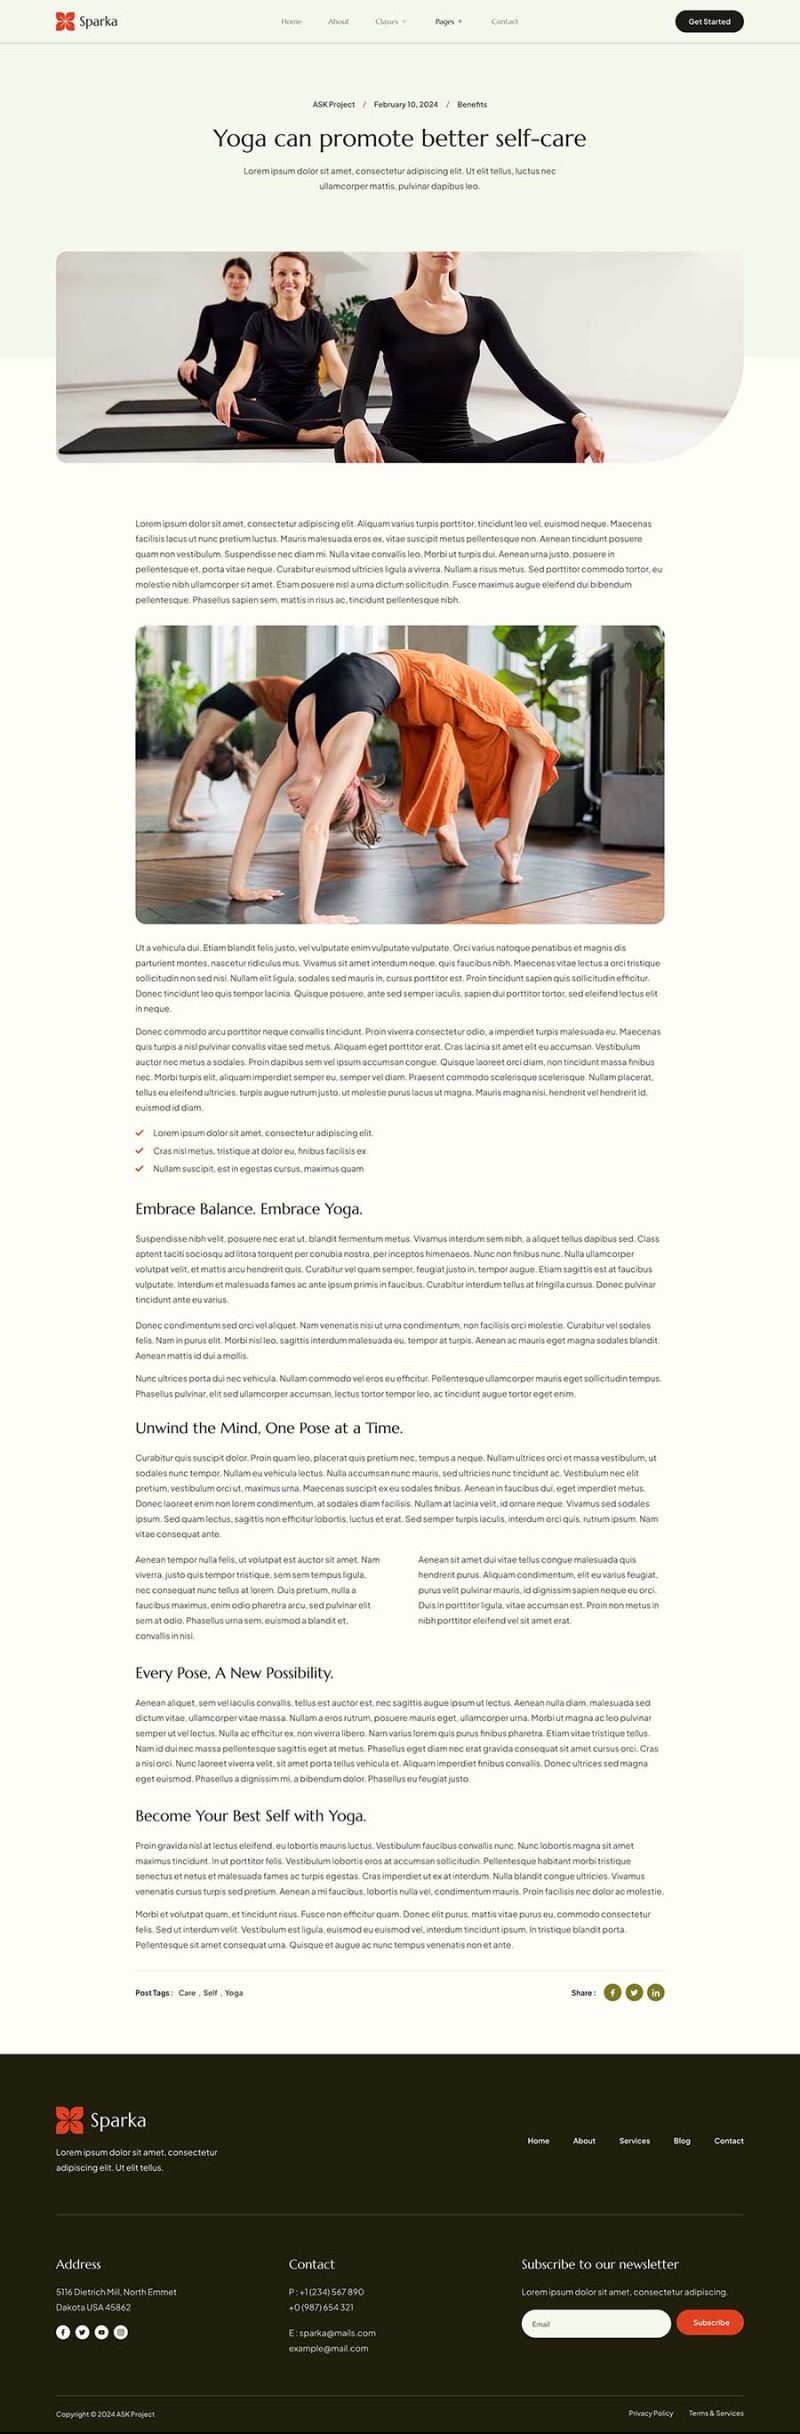 Sparka
Home About Classes + Pages + Contact
Get Started
ASK Project / February 10, 2024 / Benefits
Yoga can promote better self-care
Lorem ipsum dolor sit amet, consectetur adipiscing elit. Ut elit tellus, luctus nec
ullamcorper mattis, pulvinar dapibus leo.
Lorem ipsum dolor sit amet, consectetur adipiscing elit. Aliquam varius turpis porttitor, tincidunt leo vel, euismod neque. Maecenas
facilisis lacus ut nunc pretium luctus. Mauris malesuada eros ex, vitae suscipit metus pellentesque non. Aenean tincidunt posuere
quam non vestibulum. Suspendisse nec diam mi. Nulla vitae convallis leo. Morbi ut turpis dui. Aenean urna justo, posuere in
pellentesque et, porta vitae neque. Curabitur euismod ultricies ligula a viverra. Nullam a risus metus. Sed porttitor commodo tortor, eu
molestie nibh ullamcorper sit amet. Etiam posuere nisl a urna dictum sollicitudin. Fusce maximus augue eleifend dui bibendum
pellentesque. Phasellus sapien sem, mattis in risus ac, tincidunt pellentesque nibh.
Ut a vehicula dui. Etiam blandit felis justo, vel vulputate enim vulputate vulputate. Orci varius natoque penatibus et magnis dis
parturient montes, nascetur ridiculus mus. Vivamus sit amet interdum neque, quis faucibus nibh. Maecenas vitae lectus a orci tristique
sollicitudin non sed nisi. Nullam elit ligula, sodales sed mauris in, cursus porttitor est. Proin tincidunt sapien quis sollicitudin efficitur.
Donec tincidunt leo quis tempor lacinia. Quisque posuere, ante sed semper iaculis, sapien dui porttitor tortor, sed eleifend lectus elit
in neque.
Donec commodo arcu porttitor neque convallis tincidunt. Proin viverra consectetur odio, a imperdiet turpis malesuada eu. Maecenas
quis turpis a nisl pulvinar convallis vitae sed metus. Aliquam eget porttitor erat. Cras lacinia sit amet elit eu accumsan. Vestibulum
auctor nec metus a sodales. Proin dapibus sem vel ipsum accumsan congue. Quisque laoreet orci diam, non tincidunt massa finibus
nec. Morbi turpis elit, aliquam imperdiet semper eu, semper vel diam. Praesent commodo scelerisque scelerisque. Nullam placerat,
tellus eu eleifend ultricies, turpis augue rutrum justo, ut molestie purus lacus ut magna. Mauris magna nisi, hendrerit vel hendrerit id,
euismod id diam.
Lorem ipsum dolor sit amet, consectetur adipiscing elit.
Cras nisl metus, tristique at dolor eu, finibus facilisis ex
Nullam suscipit, est in egestas cursus, maximus quam
Embrace Balance. Embrace Yoga.
Suspendisse nibh velit, posuere nec erat ut, blandit fermentum metus. Vivamus interdum sem nibh, a aliquet tellus dapibus sed. Class
aptent taciti sociosqu ad litora torquent per conubia nostra, per inceptos himenaeos. Nunc non finibus nunc. Nulla ullamcorper
volutpat velit, et mattis arcu hendrerit quis. Curabitur vel quam semper, feugiat justo in, tempor augue. Etiam sagittis est at faucibus
vulputate. Interdum et malesuada fames ac ante ipsum primis in faucibus. Curabitur interdum tellus at fringilla cursus. Donec pulvinar
tincidunt ante eu varius.
Donec condimentum sed orci vel aliquet. Nam venenatis nisi ut urna condimentum, non facilisis orci molestie. Curabitur vel sodales
felis. Nam in purus elit. Morbi nisl leo, sagittis interdum malesuada eu, tempor at turpis. Aenean ac mauris eget magna sodales blandit.
Aenean mattis id dui a mollis.
Nunc ultrices porta dui nec vehicula. Nullam commodo vel eros eu efficitur. Pellentesque ullamcorper mauris eget sollicitudin tempus.
Phasellus pulvinar, elit sed ullamcorper accumsan, lectus tortor tempor leo, ac tincidunt augue tortor eget enim.
Unwind the Mind, One Pose at a Time.
Curabitur quis suscipit dolor. Proin quam leo, placerat quis pretium nec, tempus a neque. Nullam ultrices orci et massa vestibulum, ut
sodales nunc tempor. Nullam eu vehicula lectus. Nulla accumsan nunc mauris, sed ultricies nunc tincidunt ac. Vestibulum nec elit
pretium, vestibulum orci ut, maximus urna. Maecenas suscipit ex eu sodales finibus. Aenean in faucibus dui, eget imperdiet metus.
Donec laoreet enim non lorem condimentum, at sodales diam facilisis. Nullam at lacinia velit, id ornare neque. Vivamus sed sodales
ipsum. Sed quam lectus, sagittis non efficitur lobortis, luctus et erat. Sed semper turpis iaculis, interdum orci quis, rutrum ipsum. Nam
vitae consequat ante.
Aenean tempor nulla felis, ut volutpat est auctor sit amet. Nam
viverra, justo quis tempor tristique, sem sem tempus ligula,
nec consequat nunc tellus at lorem. Duis pretium, nulla a
faucibus maximus, enim odio pharetra arcu, sed pulvinar elit
sem at odio. Phasellus urna sem, euismod a blandit et,
convallis in nisi.
Aenean sit amet dui vitae tellus congue malesuada quis
hendrerit purus. Aliquam condimentum, elit eu varius feugiat,
purus velit pulvinar mauris, id dignissim sapien neque eu orci.
Duis in porttitor ligula, vitae accumsan est. Proin non metus in
nibh porttitor eleifend vel sit amet erat.
Every Pose, A New Possibility.
Aenean aliquet, sem vel iaculis convallis, tellus est auctor est, nec sagittis augue ipsum ut lectus. Aenean nulla diam, malesuada sed
dictum vitae, ullamcorper vitae massa. Nullam a eros rutrum, posuere mauris eget, ullamcorper urna. Morbi ut magna ac leo pulvinar
semper ut vel lectus. Nulla ac efficitur ex, non viverra libero. Nam varius lorem quis purus finibus pharetra. Etiam vitae tristique tellus.
Nam id dui nec massa pellentesque sagittis eget at metus. Phasellus eget diam nec erat gravida consequat sit amet cursus orci. Cras
a nisi orci. Nunc laoreet viverra velit, sit amet porta tellus vehicula et. Aliquam imperdiet finibus convallis. Donec ultrices sed magna
eget euismod. Phasellus a dignissim mi, a bibendum dolor. Phasellus eu feugiat justo.
Become Your Best Self with Yoga.
Proin gravida nisl at lectus eleifend, eu lobortis mauris luctus. Vestibulum faucibus convallis nunc. Nunc lobortis magna sit amet
maximus tincidunt. In ut porttitor felis. Vestibulum lobortis eros at accumsan sollicitudin. Pellentesque habitant morbi tristique
senectus et netus et malesuada fames ac turpis egestas. Cras imperdiet ut ex at interdum. Nulla blandit congue ultricies. Vivamus
venenatis cursus turpis sed pretium. Aenean a mi faucibus, lobortis nulla vel, condimentum mauris. Proin facilisis nec dolor ac molestie.
Morbi et volutpat quam, et tincidunt risus. Fusce non efficitur quam. Donec elit purus, mattis vitae purus eu, commodo consectetur
felis. Sed ut interdum velit. Vestibulum est ligula, euismod eu euismod vel, interdum tincidunt ipsum. In tristique blandit porta.
Pellentesque sit amet consequat urna. Quisque et augue ac nunc tempus venenatis non et ante.
Post Tags : Care , Self , Yoga
Share :
Sparka
Lorem ipsum dolor sit amet, consectetur
adipiscing elit. Ut elit tellus.
Home About Services Blog Contact
Address
5116 Dietrich Mill, North Emmet
Dakota USA 45862
Contact
P : +1 (234) 567 890
+0 (987) 654 321
E : sparka@mails.com
example@mail.com
Subscribe to our newsletter
Lorem ipsum dolor sit amet, consectetur adipiscing.
Email
Subscribe
Copyright © 2024 ASK Project
Privacy Policy Terms & Services